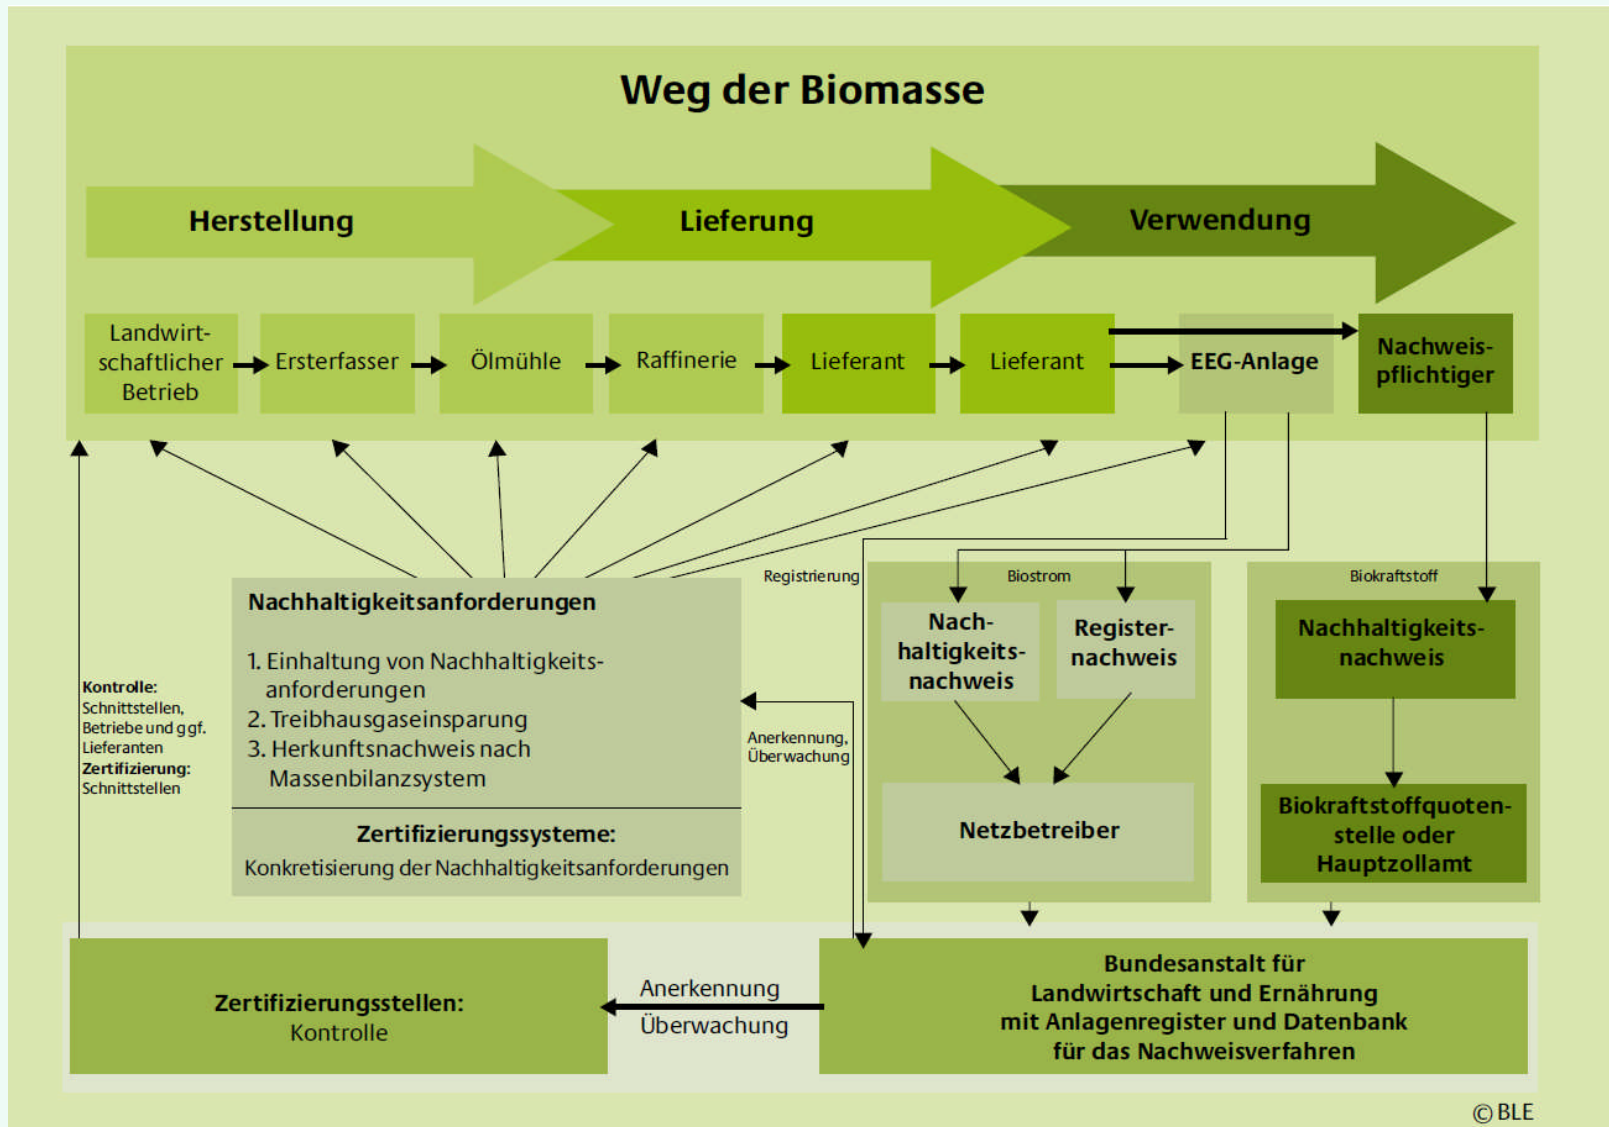 Weg der Biomasse
Herstellung
Lieferung
Verwendung
Landwirt-
schaftlicher
Betrieb
Ersterfasser
Ölmühle
Raffinerie
Lieferant
Lieferant
EEG-Anlage
Nachweis-
pflichtiger
Registrierung
Biostrom
Biokraftstoff
Nachhaltigkeitsanforderungen
1. Einhaltung von Nachhaltigkeits-
anforderungen
2. Treibhausgaseinsparung
3. Herkunftsnachweis nach
Massenbilanzsystem
Zertifizierungssysteme:
Konkretisierung der Nachhaltigkeitsanforderungen
Kontrolle:
Schnittstellen,
Betriebe und ggf.
Lieferanten
Zertifizierung:
Schnittstellen
Anerkennung,
Überwachung
Nach-
haltigkeits-
nachweis
Register-
nachweis
Netzbetreiber
Nachhaltigkeits-
nachweis
Biokraftstoffquoten-
stelle oder
Hauptzollamt
Zertifizierungsstellen:
Kontrolle
Anerkennung
Überwachung
Bundesanstalt für
Landwirtschaft und Ernährung
mit Anlagenregister und Datenbank
für das Nachweisverfahren
© BLE